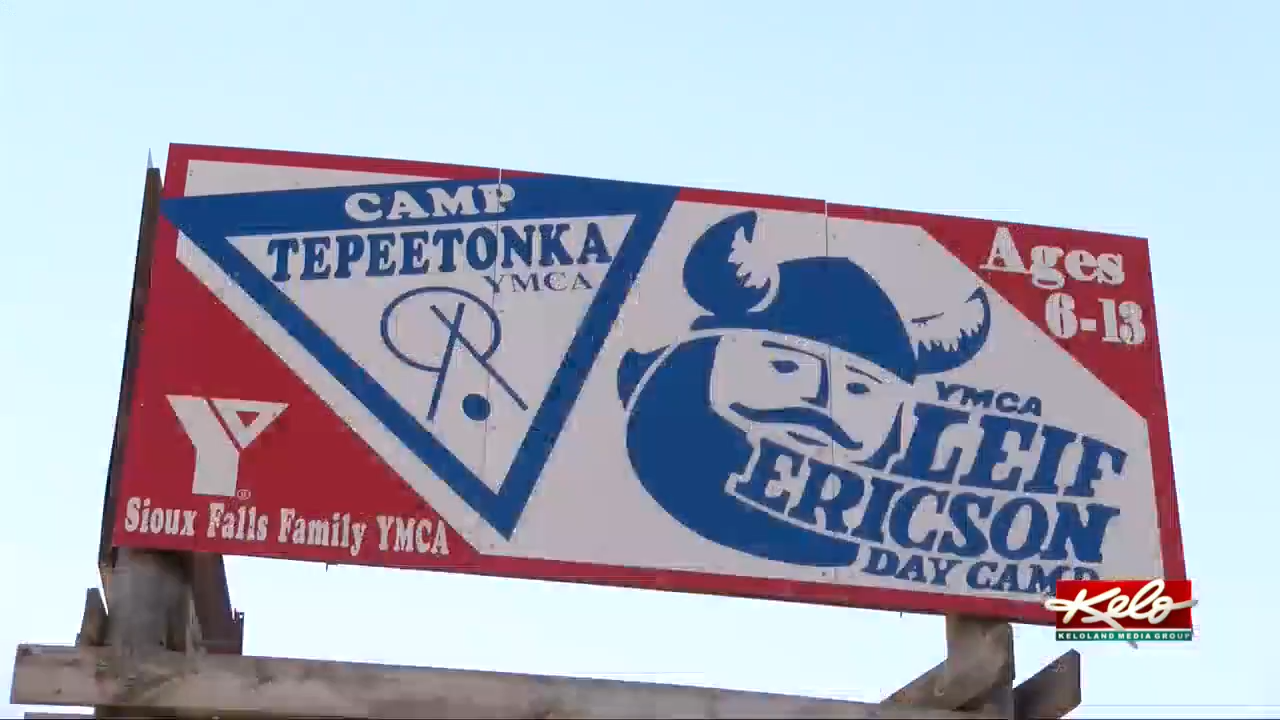 CAMP
TEPEETONKA
YMCA
Ages
6-13
YMCA
LEIF
ERICSON
DAY CAMP
Y®
Sioux Falls Family YMCA
Kelo
KELOLAND MEDIA GROUP